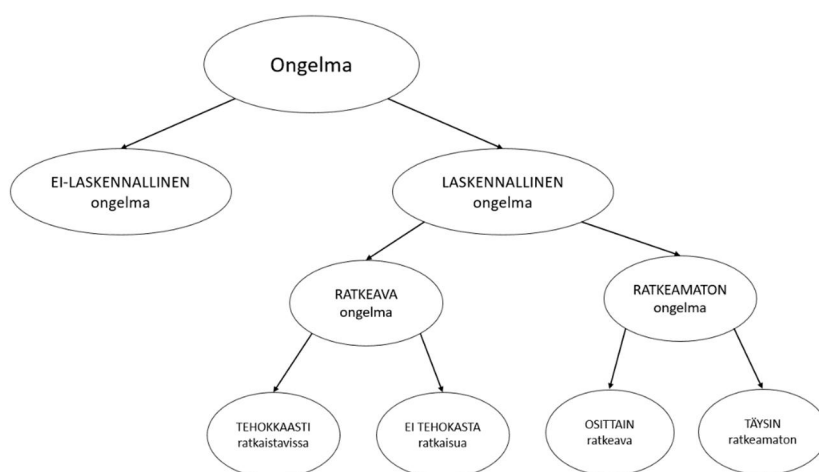 Ongelma
EI-LASKENNALLINEN
ongelma
LASKENNALLINEN
ongelma
RATKEAVA
ongelma
RATKEAMATON
ongelma
TEHOKKAASTI
ratkaistavissa
EI TEHOKASTA
ratkaisua
OSITTAIN
ratkeava
TÄYSIN
ratkeamaton